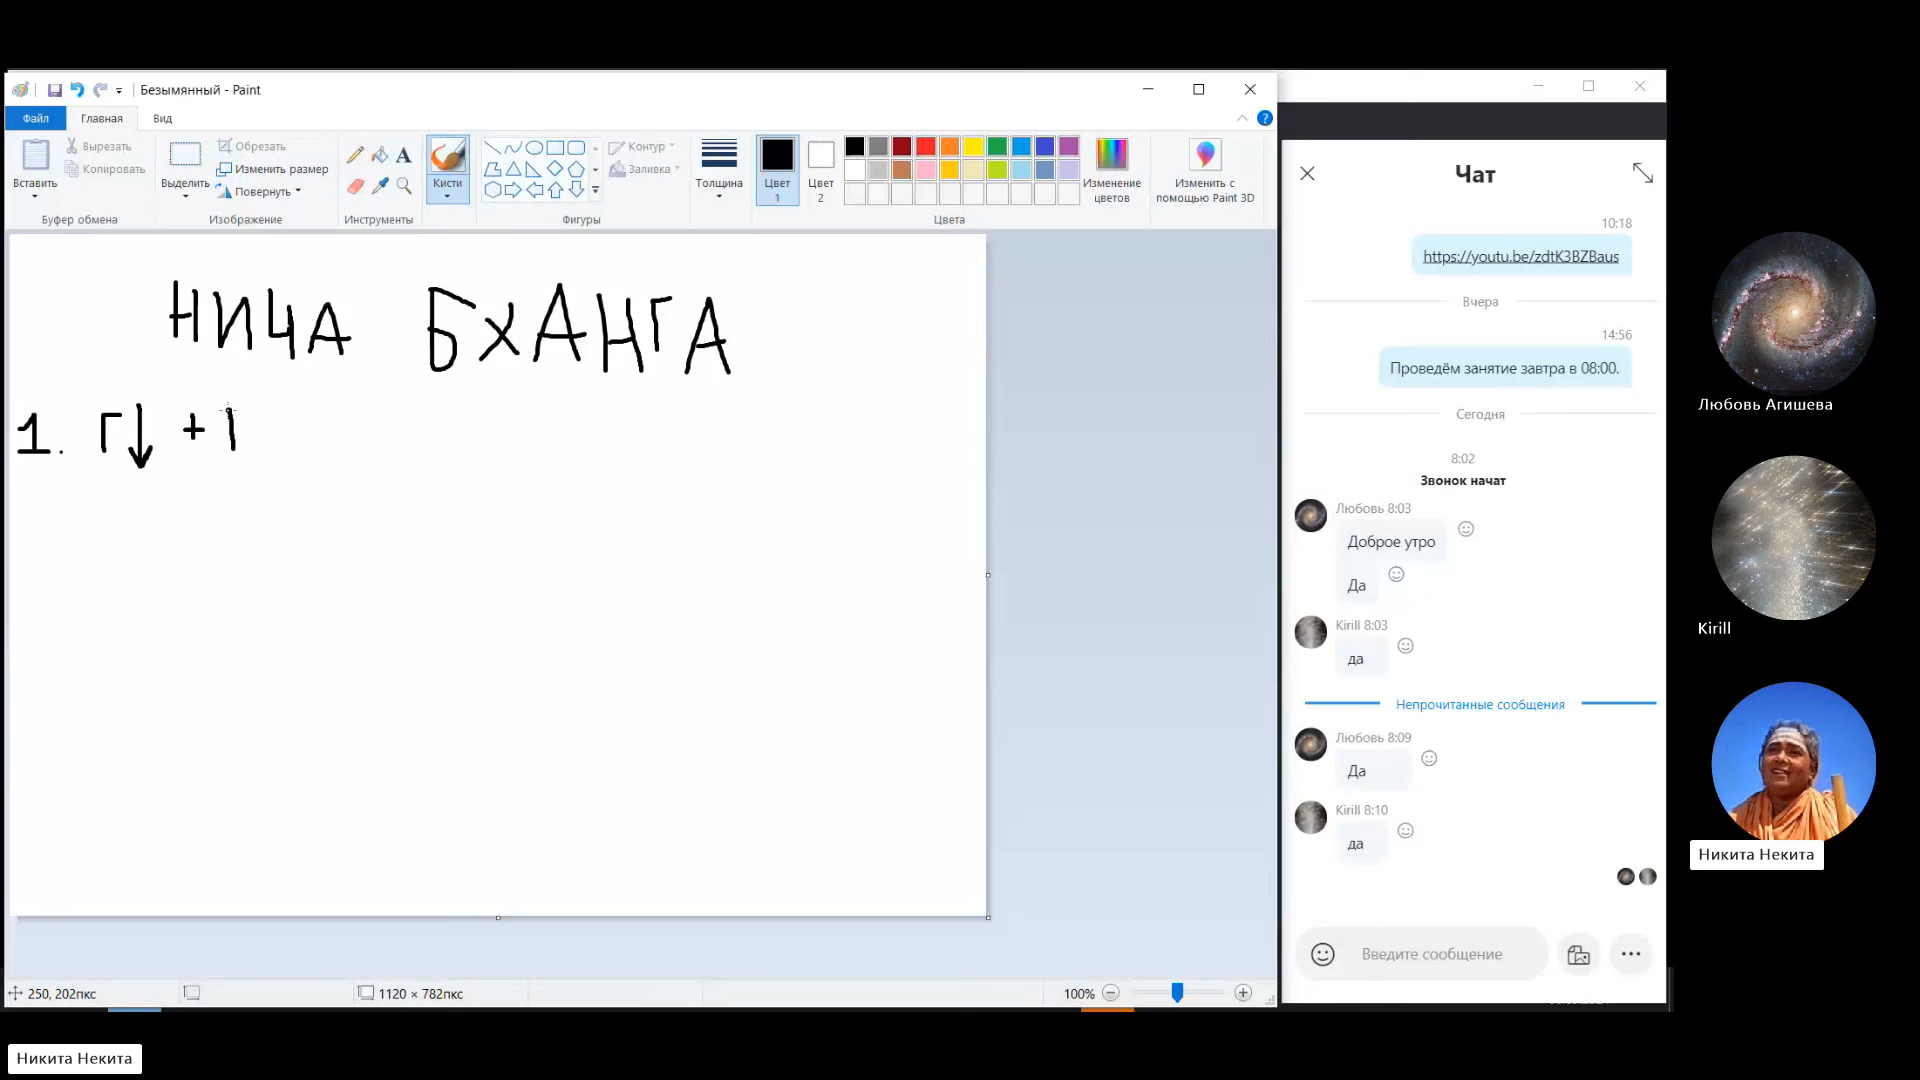 Безымянный - Paint
Файл
Главная
Вид
Вставить
Вырезать
Копировать
Буфер обмена
Выделить
Обрезать
Изменить размер
Повернуть
Изображение
A
Инструменты
Кисти
Контур
Заливка
Фигуры
Толщина
Цвет 1
Цвет 2
Изменение цветов
Цвета
Изменить с помощью Paint 3D
НИЧА БХАНГА
1. Г↓ + 1
250, 202пкс
1120 × 782пкс
100%
Чат
10:18
https://youtu.be/zdtK3BZBaus
Вчера
14:56
Проведём занятие завтра в 08:00.
Сегодня
8:02
Звонок начат
Любовь 8:03
Доброе утро
Да
Kirill 8:03
да
Непрочитанные сообщения
Любовь 8:09
Да
Kirill 8:10
да
Введите сообщение
Любовь Агишева
Kirill
Никита Некита
Никита Некита